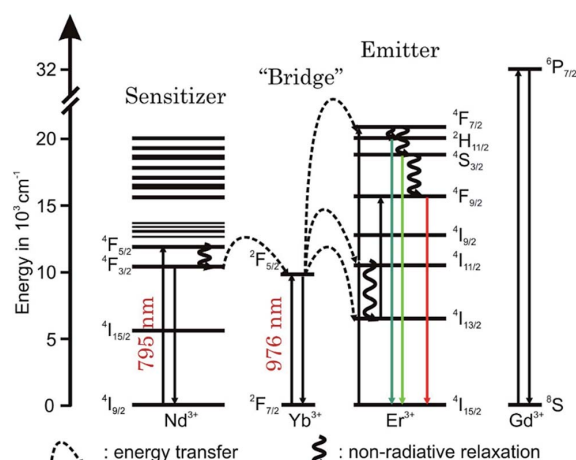 Emitter
"Bridge"
Sensitizer
Energy in 10³ cm⁻¹
32
20
15
10
5
0
⁴F₅/₂
⁴F₃/₂
⁴I₁₅/₂
⁴I₉/₂
795 nm
Nd³⁺
²F₅/₂
976 nm
²F₇/₂
Yb³⁺
⁴F₇/₂
²H₁₁/₂
⁴S₃/₂
⁴F₉/₂
⁴I₉/₂
⁴I₁₁/₂
⁴I₁₃/₂
⁴I₁₅/₂
Er³⁺
⁶P₇/₂
⁸S
Gd³⁺
: energy transfer
: non-radiative relaxation